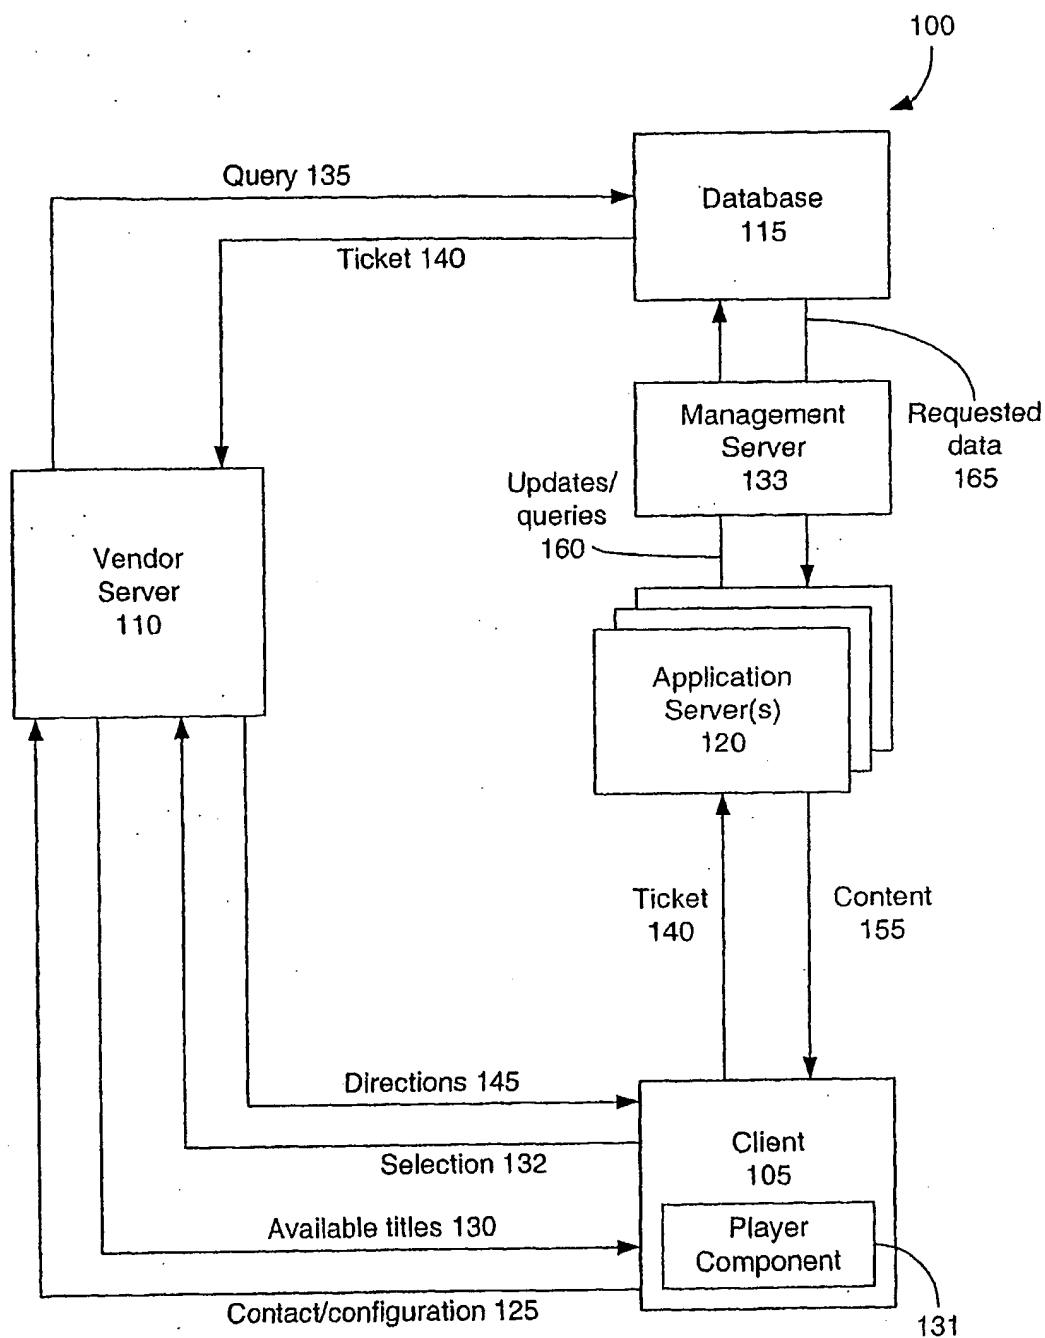 100
Query 135
Database
115
Ticket 140
Management
Server
133
Requested
data
165
Updates/
queries
160
Vendor
Server
110
Application
Server(s)
120
Ticket
140
Content
155
Directions 145
Client
105
Selection 132
Available titles 130
Player
Component
Contact/configuration 125
131